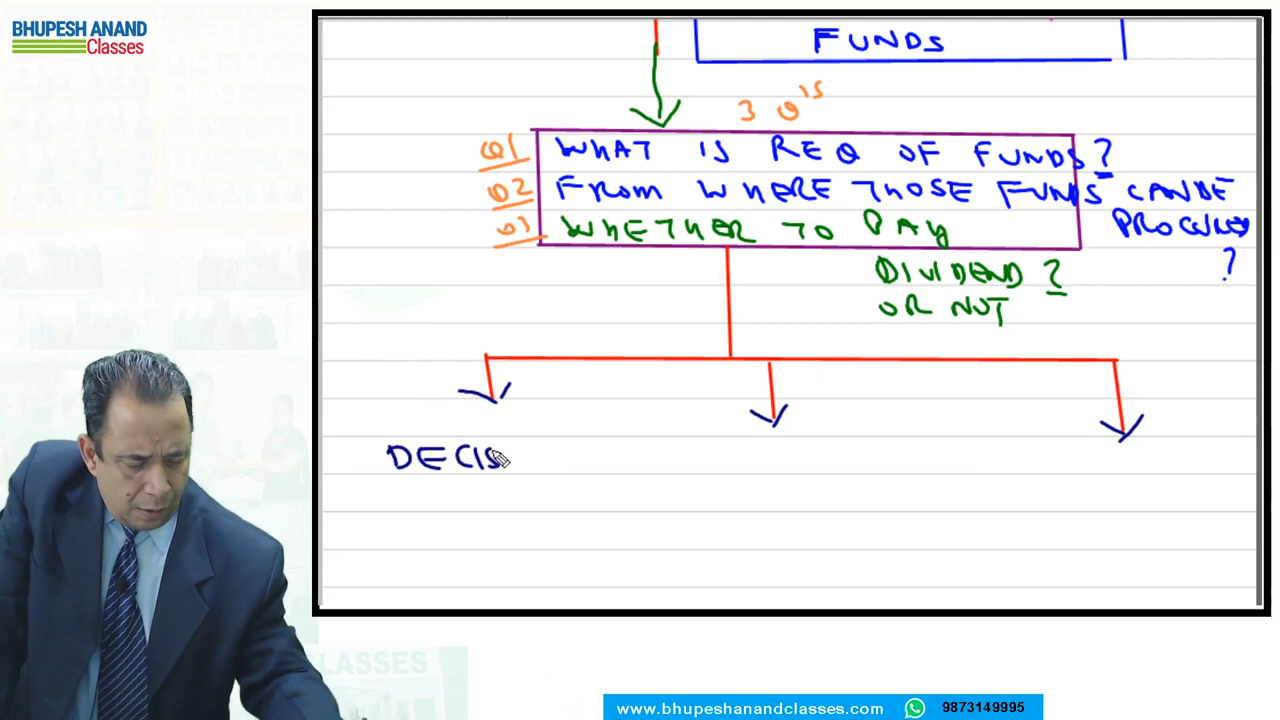 BHUPESH ANAND
Classes
FUNDS
3 Q'S
Q1 WHAT IS REQ OF FUNDS ?
Q2 FROM WHERE THOSE FUNDS CAN BE
PROCURED
?
Q3 WHETHER TO PAY
DIVIDEND ?
OR NOT
DECIS
CLASSES
www.bhupeshanandclasses.com 9873149995